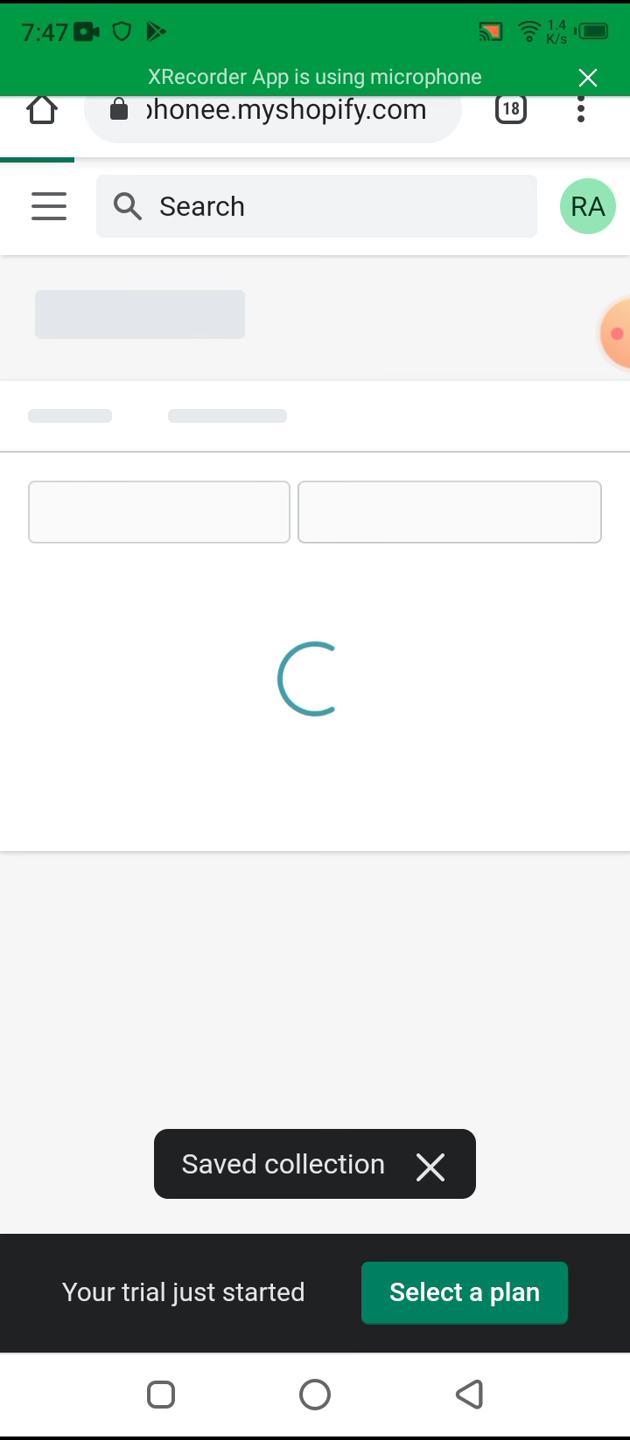 7:47
1.4
K/s
XRecorder App is using microphone
phonee.myshopify.com
18
Search
RA
Saved collection
Your trial just started
Select a plan